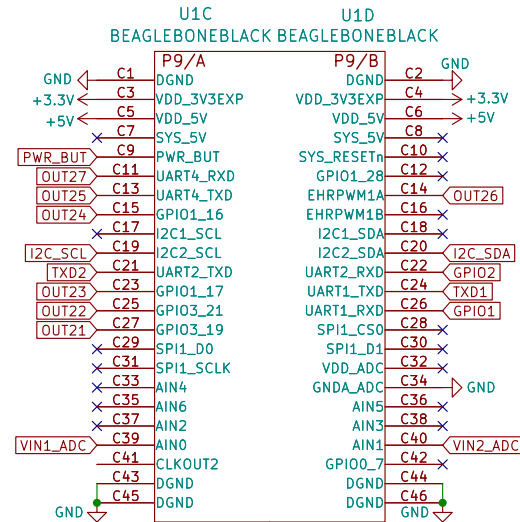 U1C U1D
BEAGLEBONEBLACK BEAGLEBONEBLACK
P9/A P9/B
GND C1 DGND DGND C2 GND
+3.3V C3 VDD_3V3EXP VDD_3V3EXP C4 +3.3V
+5V C5 VDD_5V VDD_5V C6 +5V
C7 SYS_5V SYS_5V C8
PWR_BUT C9 PWR_BUT SYS_RESETn C10
OUT27 C11 UART4_RXD GPIO1_28 C12
OUT25 C13 UART4_TXD EHRPWM1A C14 OUT26
OUT24 C15 GPIO1_16 EHRPWM1B C16
C17 I2C1_SCL I2C1_SDA C18
I2C_SCL C19 I2C2_SCL I2C2_SDA C20 I2C_SDA
TXD2 C21 UART2_TXD UART2_RXD C22 GPIO2
OUT23 C23 GPIO1_17 UART1_TXD C24 TXD1
OUT22 C25 GPIO3_21 UART1_RXD C26 GPIO1
OUT21 C27 GPIO3_19 SPI1_CS0 C28
C29 SPI1_D0 SPI1_D1 C30
C31 SPI1_SCLK VDD_ADC C32
C33 AIN4 GNDA_ADC C34 GND
C35 AIN6 AIN5 C36
C37 AIN2 AIN3 C38
VIN1_ADC C39 AIN0 AIN1 C40 VIN2_ADC
C41 CLKOUT2 GPIO0_7 C42
C43 DGND DGND C44
C45 DGND DGND C46
GND GND